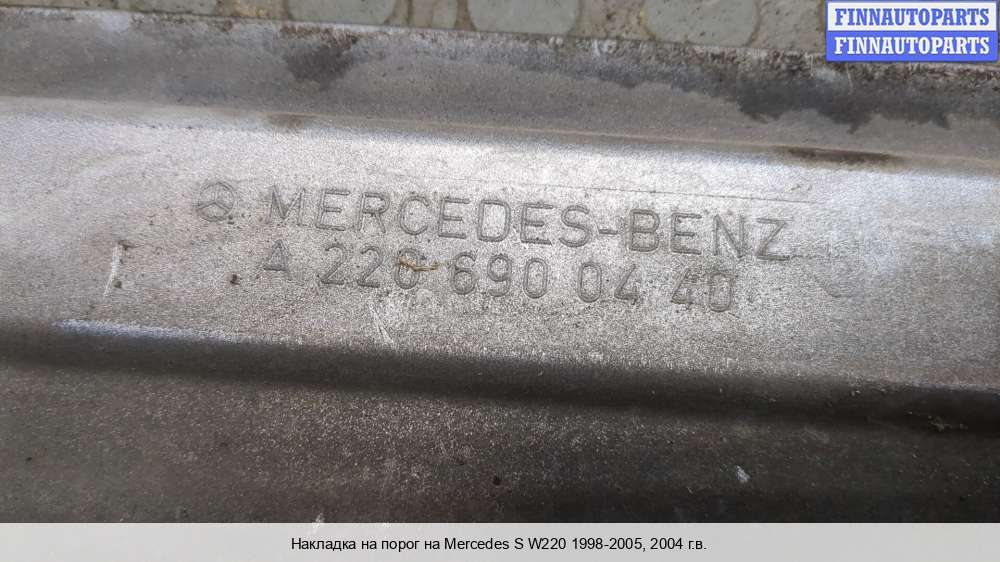 FINNAUTOPARTS
FINNAUTOPARTS
MERCEDES-BENZ
A 220 690 04 40
Накладка на порог на Mercedes S W220 1998-2005, 2004 г.в.